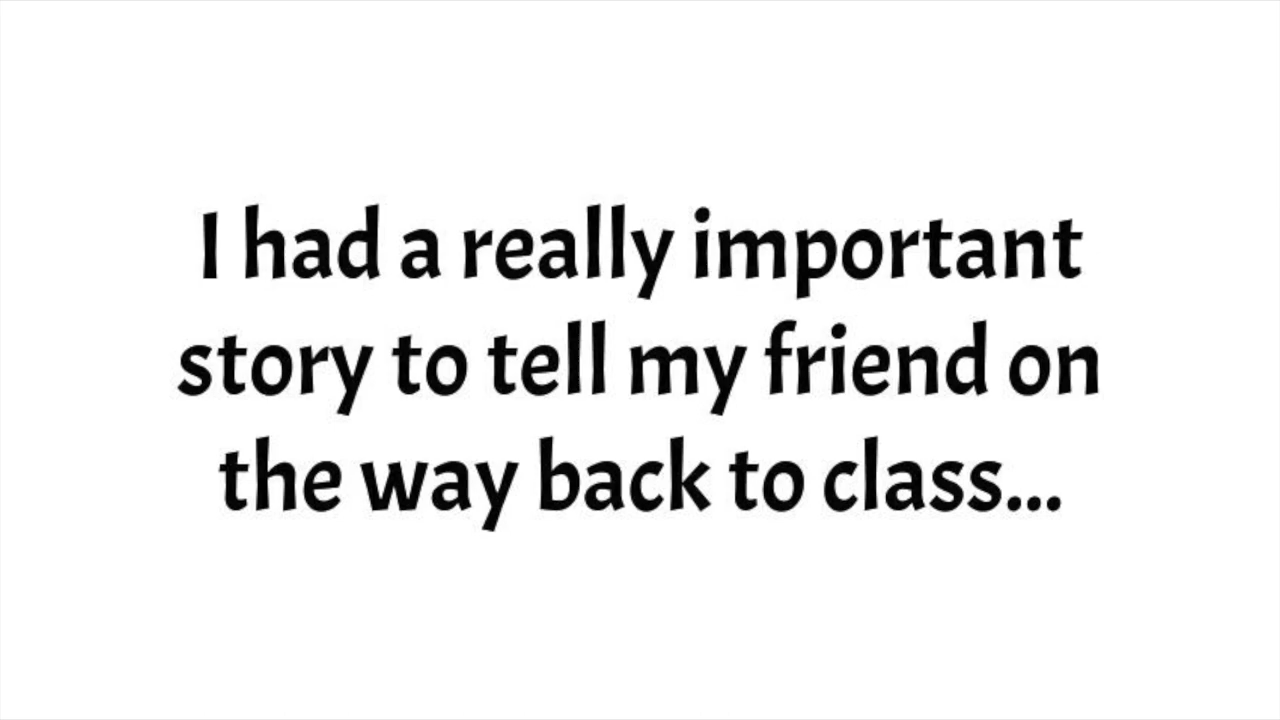 I had a really important
story to tell my friend on
the way back to class...